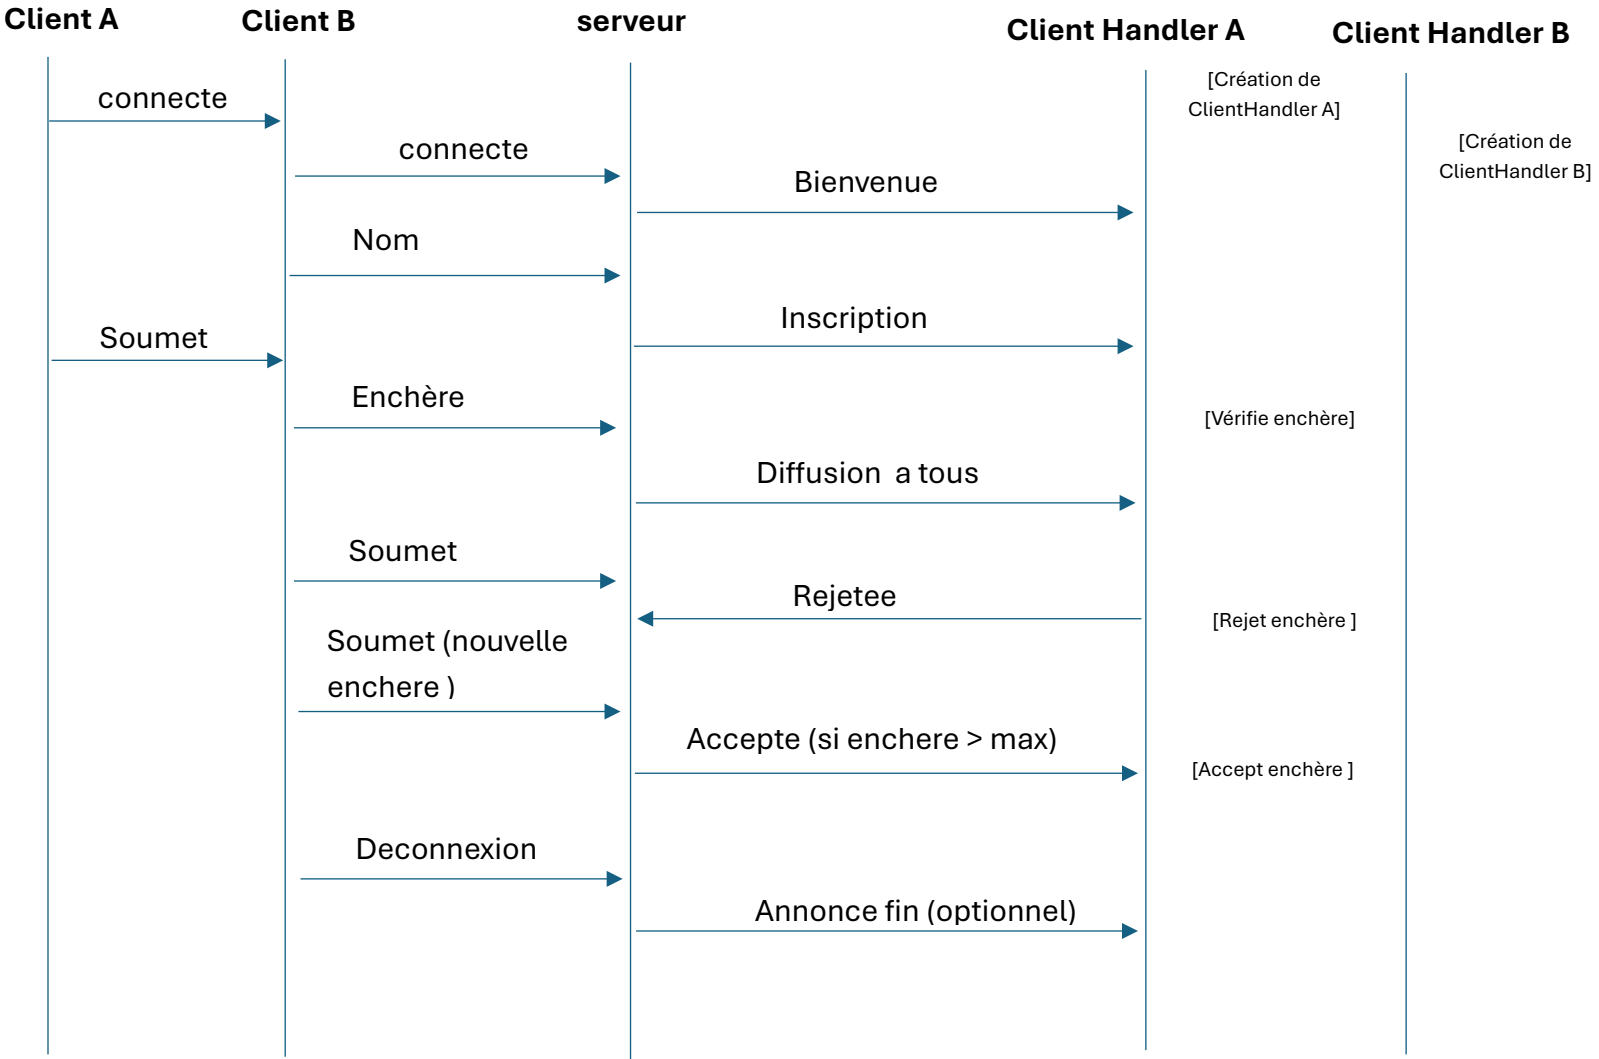 Client A
Client B
serveur
Client Handler A
Client Handler B
[Création de
ClientHandler A]
connecte
[Création de
ClientHandler B]
connecte
Bienvenue
Nom
Inscription
Soumet
Enchère
[Vérifie enchère]
Diffusion  a tous
Soumet
Rejetee
[Rejet enchère ]
Soumet (nouvelle
enchere )
Accepte (si enchere > max)
[Accept enchère ]
Deconnexion
Annonce fin (optionnel)